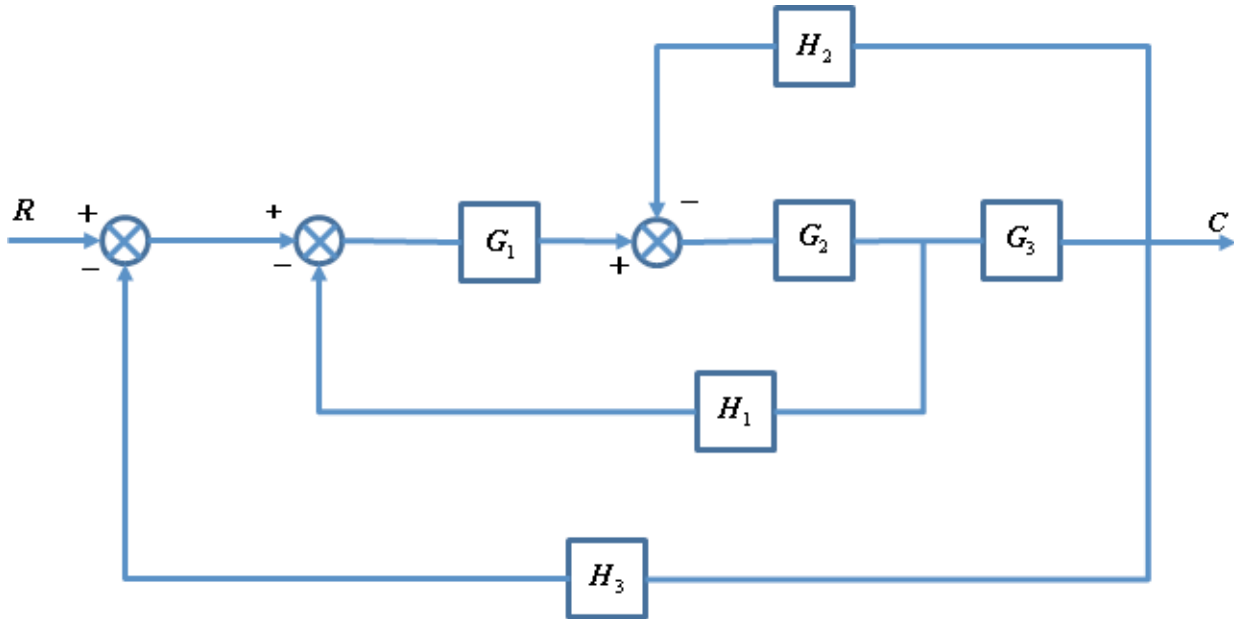 H₂
R + − + − G₁ + − G₂ G₃ C
H₁
H₃